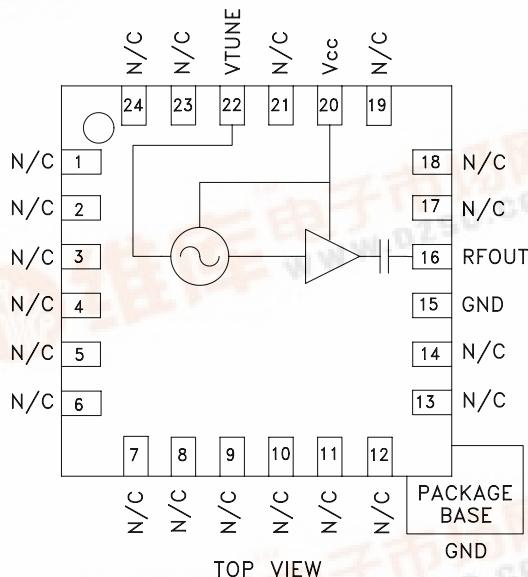 N/C N/C VTUNE N/C Vcc N/C
24 23 22 21 20 19
N/C 1
N/C 2
N/C 3
N/C 4
N/C 5
N/C 6
18 N/C
17 N/C
16 RFOUT
15 GND
14 N/C
13 N/C
7 8 9 10 11 12
N/C N/C N/C N/C N/C N/C
PACKAGE
BASE
GND
TOP VIEW